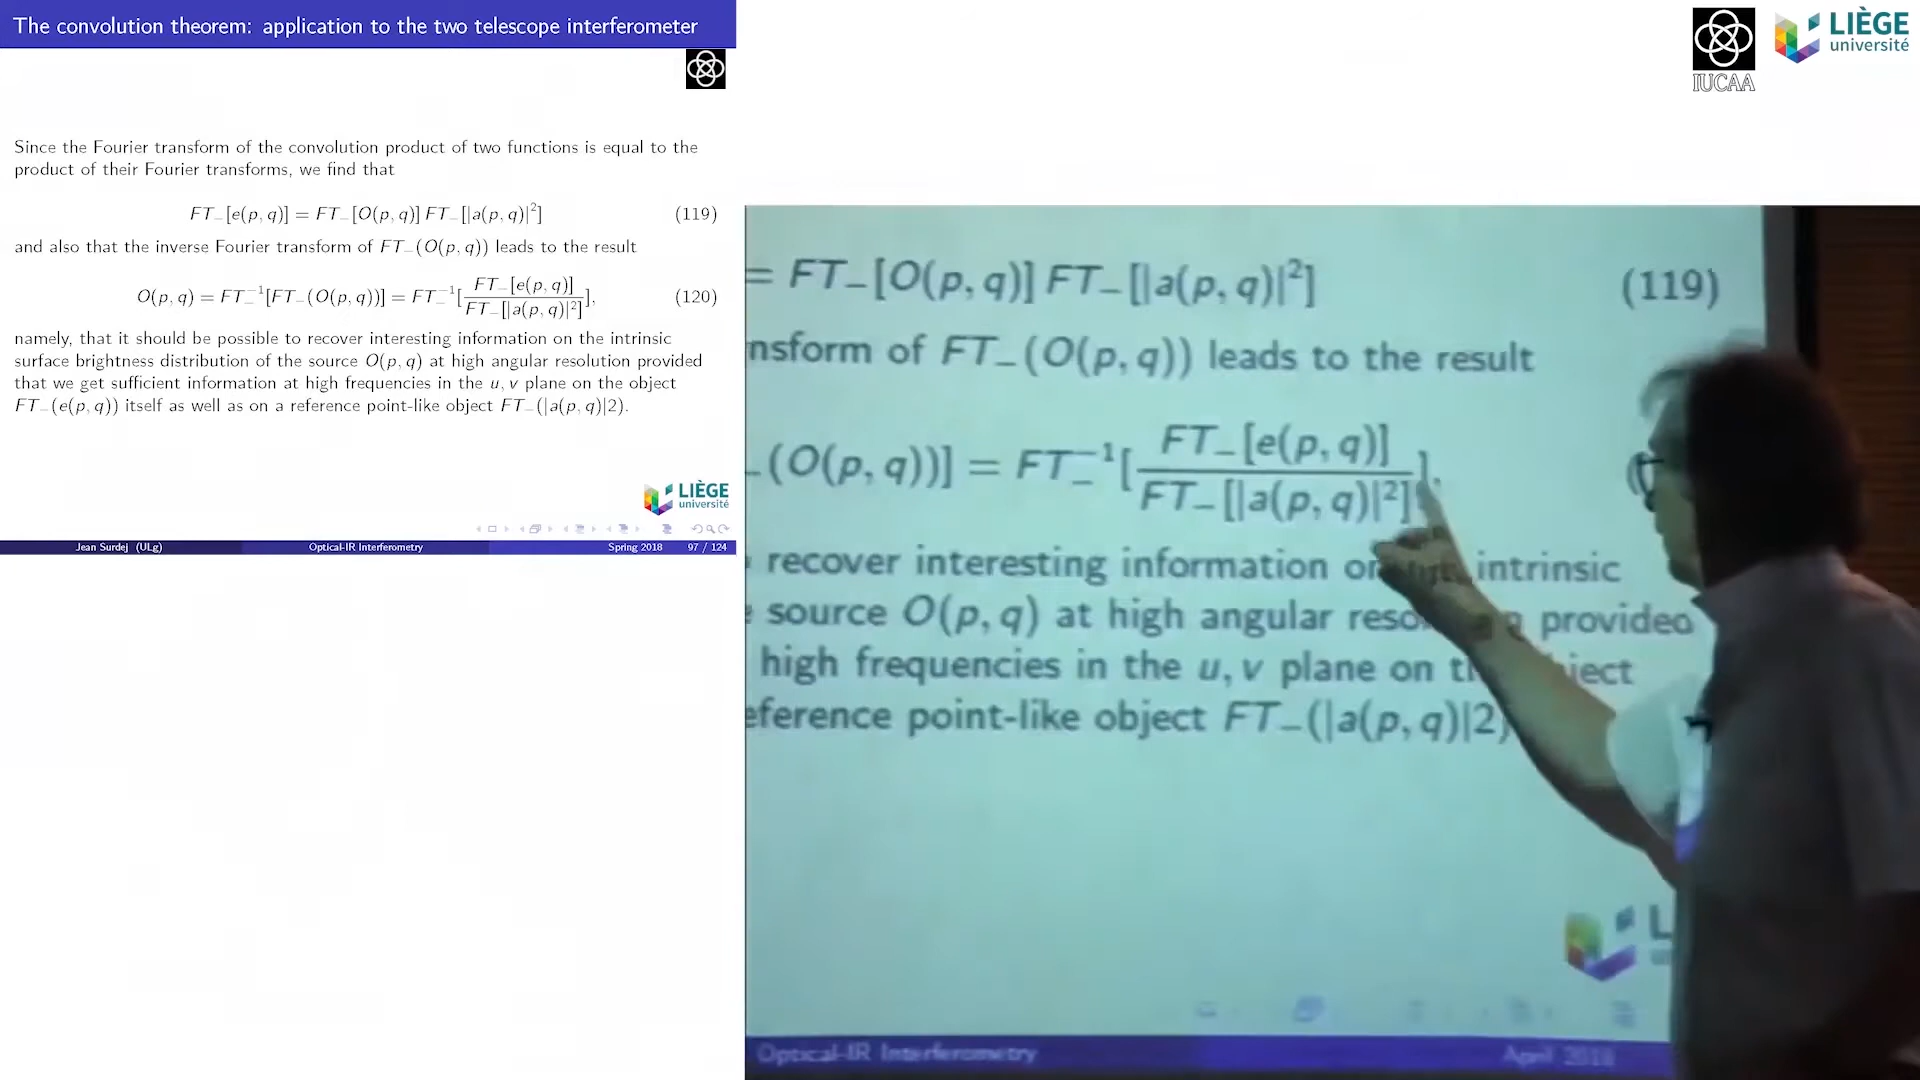 The convolution theorem: application to the two telescope interferometer
Since the Fourier transform of the convolution product of two functions is equal to the
product of their Fourier transforms, we find that
FT_[e(p, q)] = FT_[O(p, q)] FT_[|a(p, q)|²] (119)
and also that the inverse Fourier transform of FT_(O(p, q)) leads to the result
O(p, q) = FT_⁻¹[FT_(O(p, q))] = FT_⁻¹[ FT_[e(p, q)] / FT_[|a(p, q)|²] ], (120)
namely, that it should be possible to recover interesting information on the intrinsic
surface brightness distribution of the source O(p, q) at high angular resolution provided
that we get sufficient information at high frequencies in the u, v plane on the object
FT_(e(p, q)) itself as well as on a reference point-like object FT_(|a(p, q)|2).
LIÈGE
université
Jean Surdej (ULg) Optical-IR Interferometry Spring 2018 97 / 124
IUCAA
LIÈGE
université
= FT_[O(p, q)] FT_[|a(p, q)|²] (119)
nsform of FT_(O(p, q)) leads to the result
_(O(p, q))] = FT_⁻¹[ FT_[e(p, q)] / FT_[|a(p, q)|²] ]
recover interesting information on intrinsic
source O(p, q) at high angular provided
high frequencies in the u, v plane on
eference point-like object FT_(|a(p, q)|2)
L
Optical-IR Interferometry April 2018